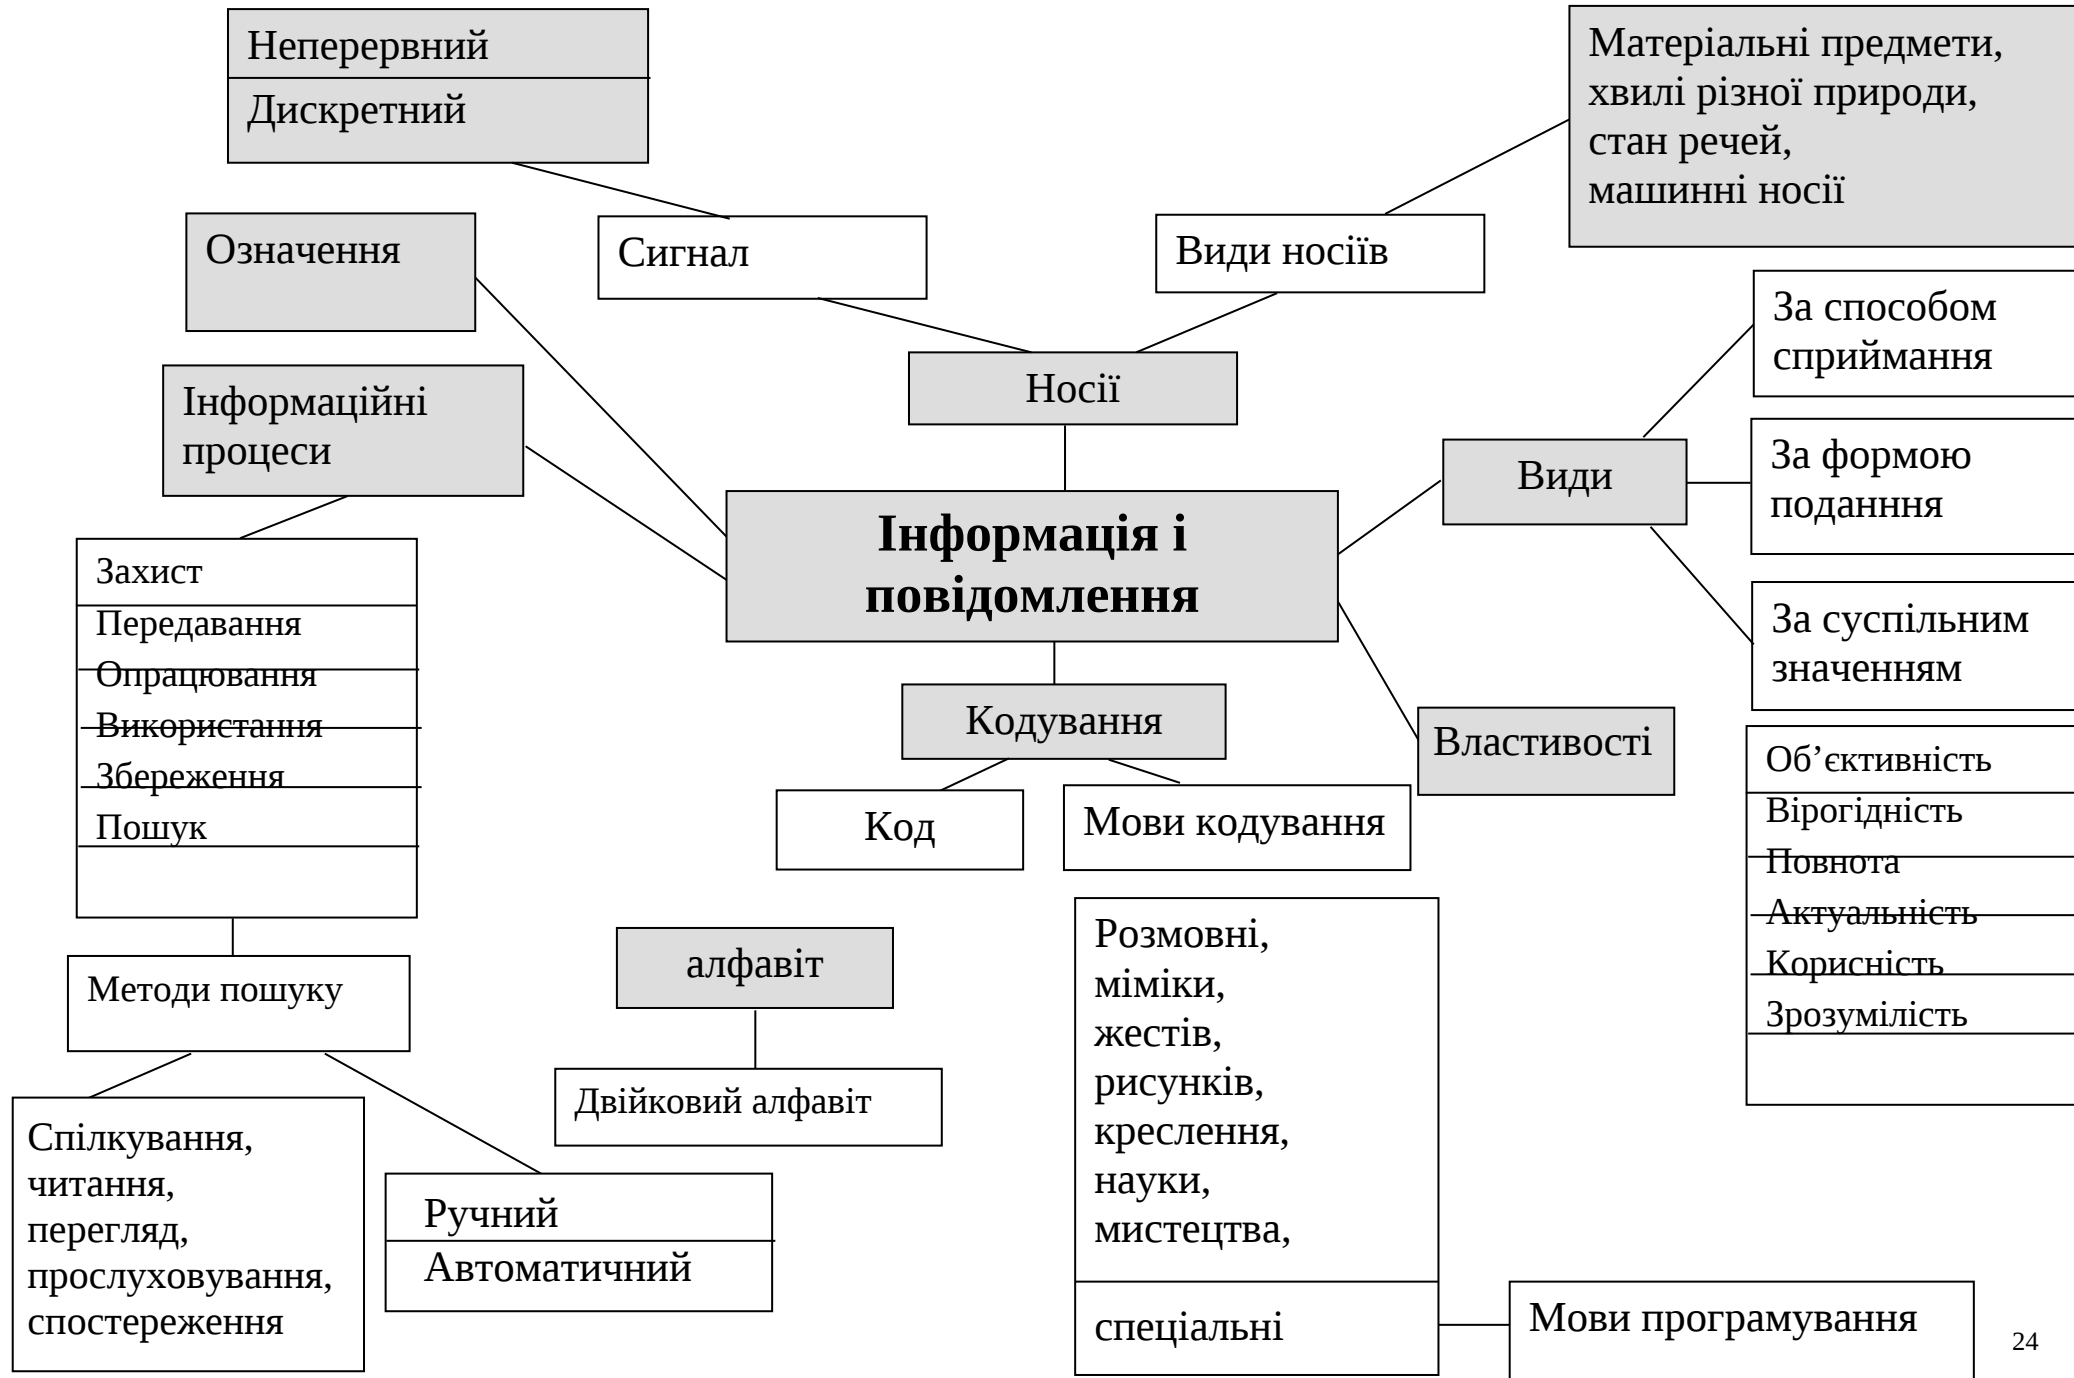 Неперервний
Дискретний
Матеріальні предмети,
хвилі різної природи,
стан речей,
машинні носії
Означення
Сигнал
Види носіїв
За способом
сприймання
Інформаційні
процеси
Носії
Види
За формою
поданння
Інформація і
повідомлення
Захист
Передавання
Опрацювання
Використання
Збереження
Пошук
За суспільним
значенням
Кодування
Властивості
Код
Мови кодування
Об’єктивність
Вірогідність
Повнота
Актуальність
Корисність
Зрозумілість
Методи пошуку
алфавіт
Двійковий алфавіт
Розмовні,
міміки,
жестів,
рисунків,
креслення,
науки,
мистецтва,
спеціальні
Спілкування,
читання,
перегляд,
прослуховування,
спостереження
Ручний
Автоматичний
Мови програмування
24